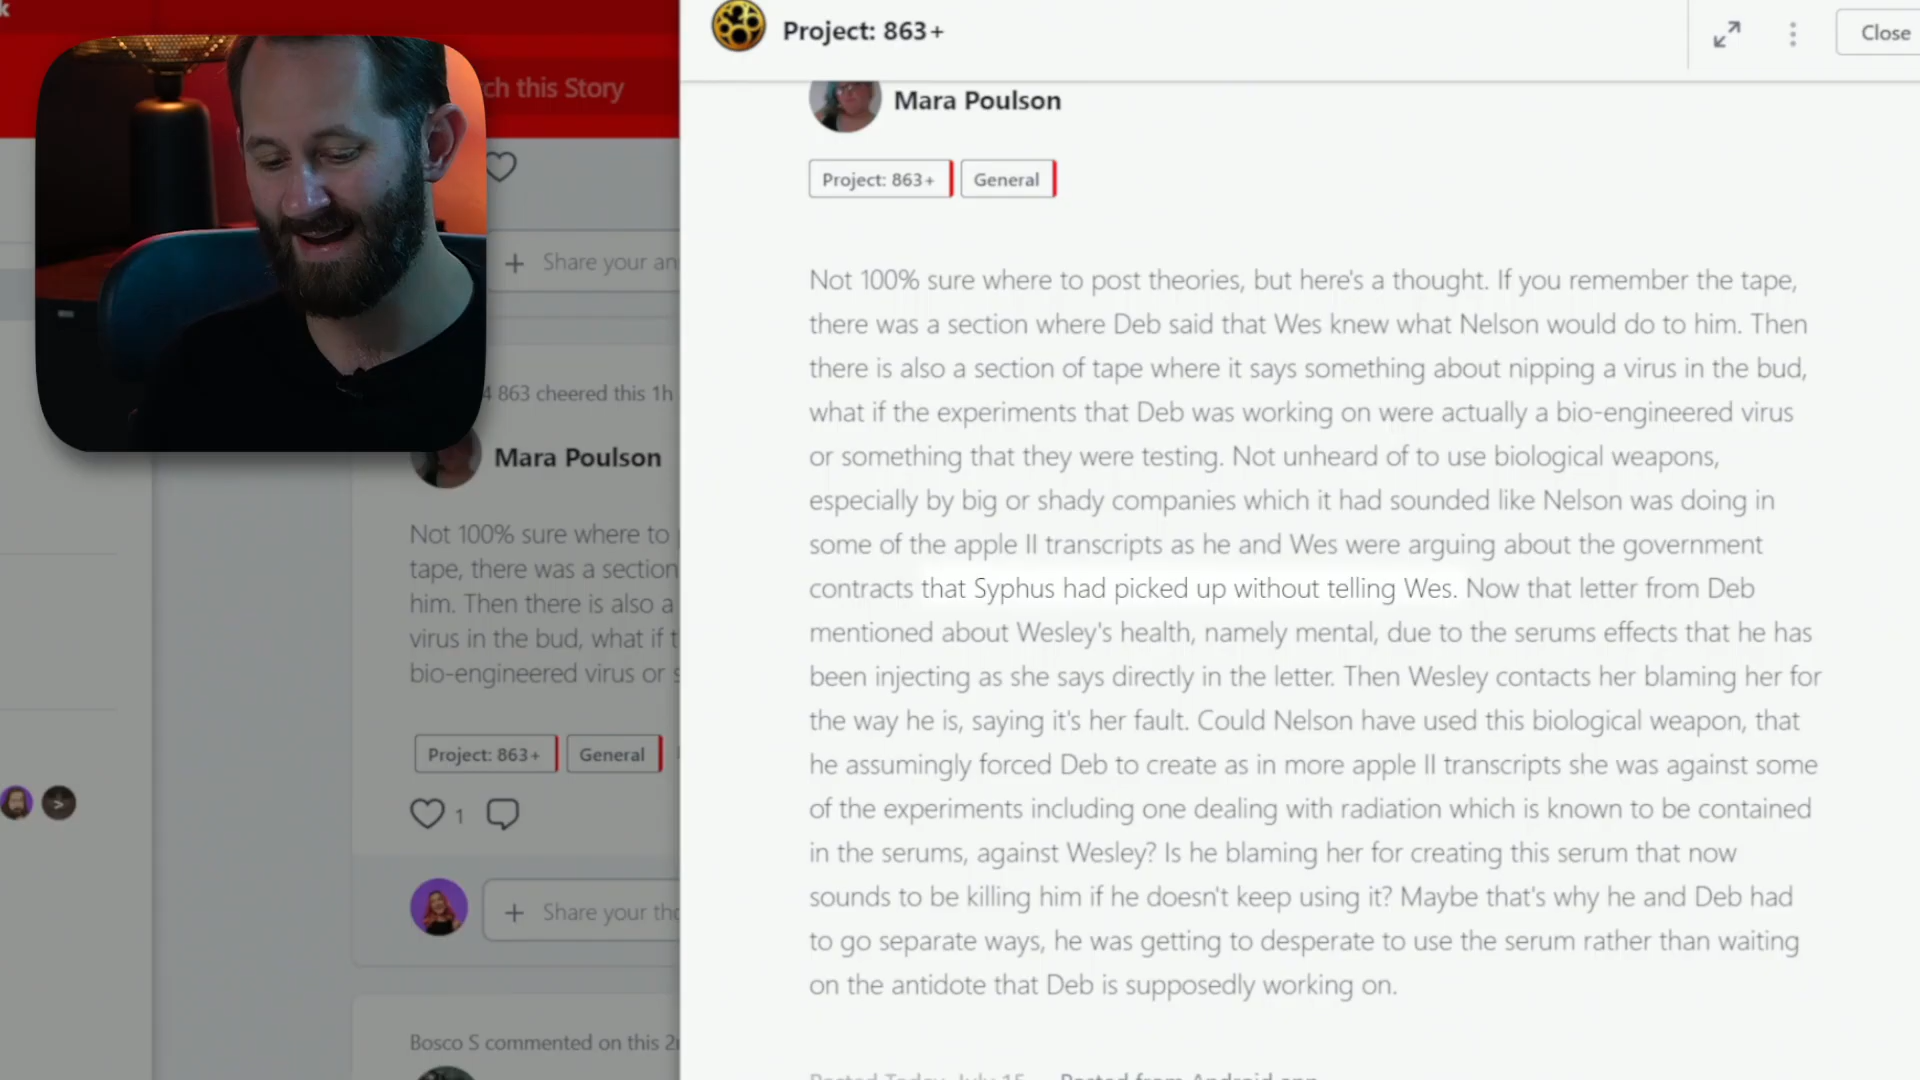 k
ch this Story
Share your an
4 863 cheered this 1h
Mara Poulson
Not 100% sure where to
tape, there was a section
him. Then there is also a
virus in the bud, what if t
bio-engineered virus or s
Project: 863+
General
1
Share your tho
Bosco S commented on this 2
Project: 863+
Close
Mara Poulson
Project: 863+
General
Not 100% sure where to post theories, but here's a thought. If you remember the tape,
there was a section where Deb said that Wes knew what Nelson would do to him. Then
there is also a section of tape where it says something about nipping a virus in the bud,
what if the experiments that Deb was working on were actually a bio-engineered virus
or something that they were testing. Not unheard of to use biological weapons,
especially by big or shady companies which it had sounded like Nelson was doing in
some of the apple II transcripts as he and Wes were arguing about the government
contracts that Syphus had picked up without telling Wes. Now that letter from Deb
mentioned about Wesley's health, namely mental, due to the serums effects that he has
been injecting as she says directly in the letter. Then Wesley contacts her blaming her for
the way he is, saying it's her fault. Could Nelson have used this biological weapon, that
he assumingly forced Deb to create as in more apple II transcripts she was against some
of the experiments including one dealing with radiation which is known to be contained
in the serums, against Wesley? Is he blaming her for creating this serum that now
sounds to be killing him if he doesn't keep using it? Maybe that's why he and Deb had
to go separate ways, he was getting to desperate to use the serum rather than waiting
on the antidote that Deb is supposedly working on.
Posted Today, July 15
Posted from Android app